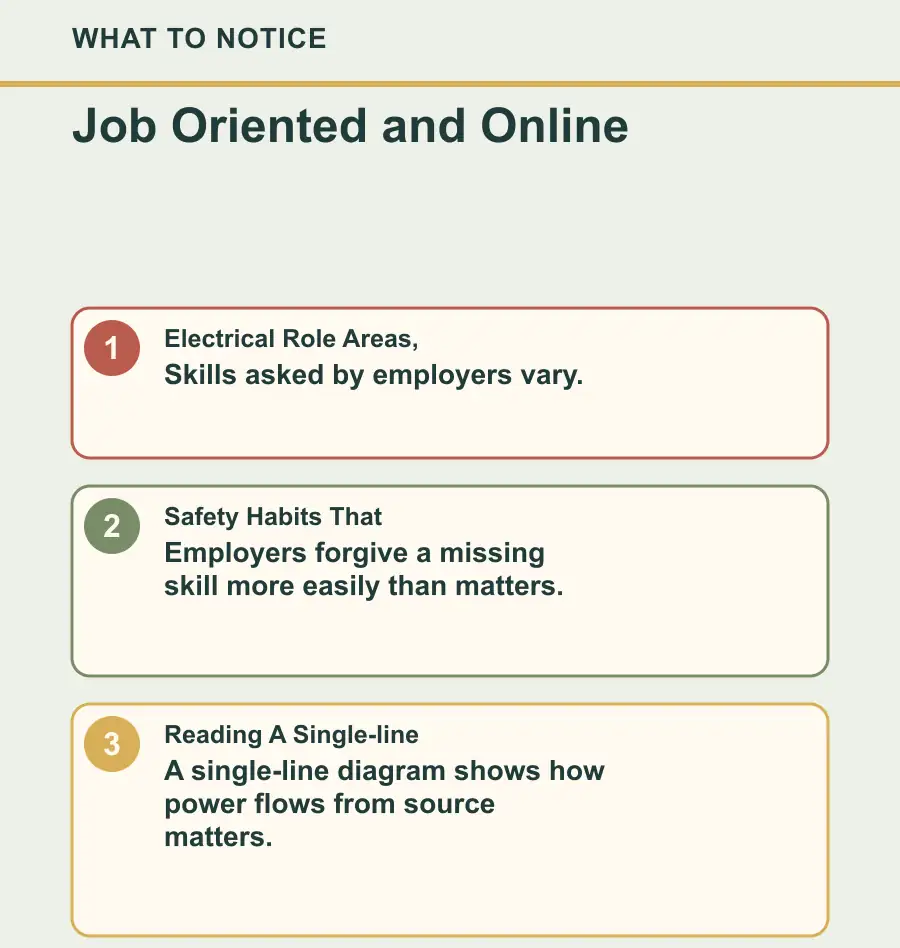 WHAT TO NOTICE
Job Oriented and Online
1
Electrical Role Areas,
Skills asked by employers vary.
2
Safety Habits That
Employers forgive a missing
skill more easily than matters.
3
Reading A Single-line
A single-line diagram shows how
power flows from source
matters.